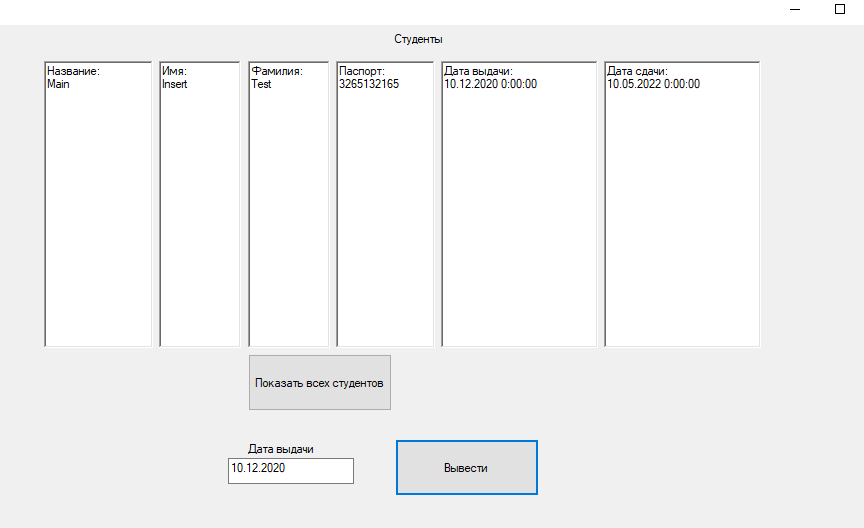 Студенты
Название:
Main
Имя:
Insert
Фамилия:
Test
Паспорт:
3265132165
Дата выдачи:
10.12.2020 0:00:00
Дата сдачи:
10.05.2022 0:00:00
Показать всех студентов
Дата выдачи
10.12.2020
Вывести